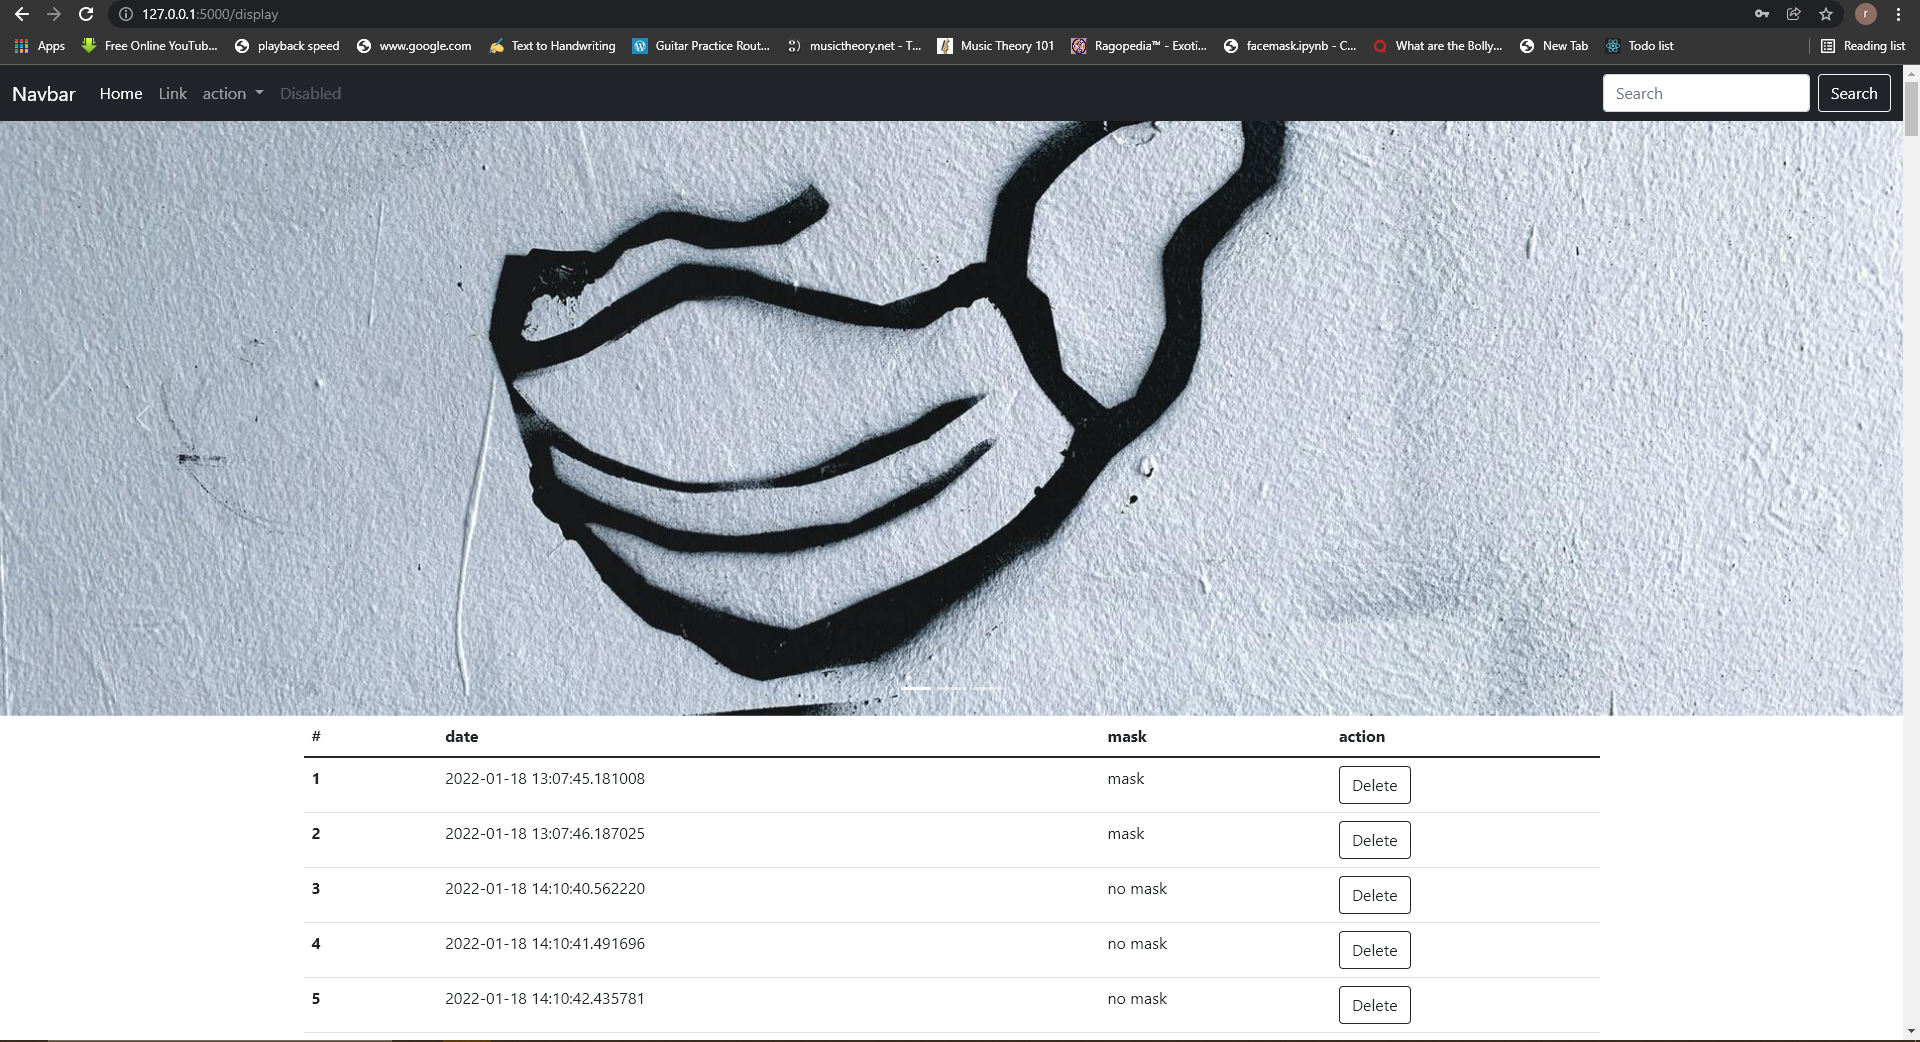 127.0.0.1:5000/display
r
Apps Free Online YouTub... playback speed www.google.com Text to Handwriting Guitar Practice Rout... musictheory.net - T... Music Theory 101 Ragopedia™ - Exoti... facemask.ipynb - C... What are the Bolly... New Tab Todo list Reading list
Navbar Home Link action Disabled Search Search
# date mask action
1 2022-01-18 13:07:45.181008 mask Delete
2 2022-01-18 13:07:46.187025 mask Delete
3 2022-01-18 14:10:40.562220 no mask Delete
4 2022-01-18 14:10:41.491696 no mask Delete
5 2022-01-18 14:10:42.435781 no mask Delete